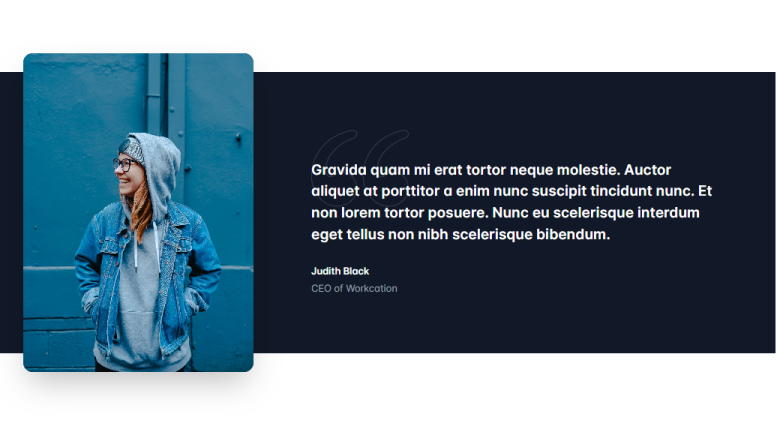 Gravida quam mi erat tortor neque molestie. Auctor
aliquet at porttitor a enim nunc suscipit tincidunt nunc. Et
non lorem tortor posuere. Nunc eu scelerisque interdum
eget tellus non nibh scelerisque bibendum.
Judith Black
CEO of Workcation